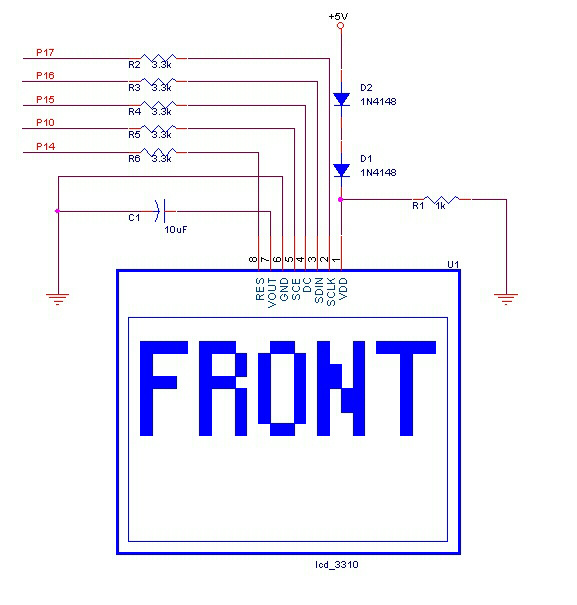 +5V
P17
R2 3.3k
P16
R3 3.3k
D2
1N4148
P15
R4 3.3k
P10
R5 3.3k
P14
R6 3.3k
D1
1N4148
R1 1k
C1
10uF
8 7 6 5 4 3 2 1
U1
RES VOUT GND SCE DC SDIN SCLK VDD
FRONT
lcd_3310